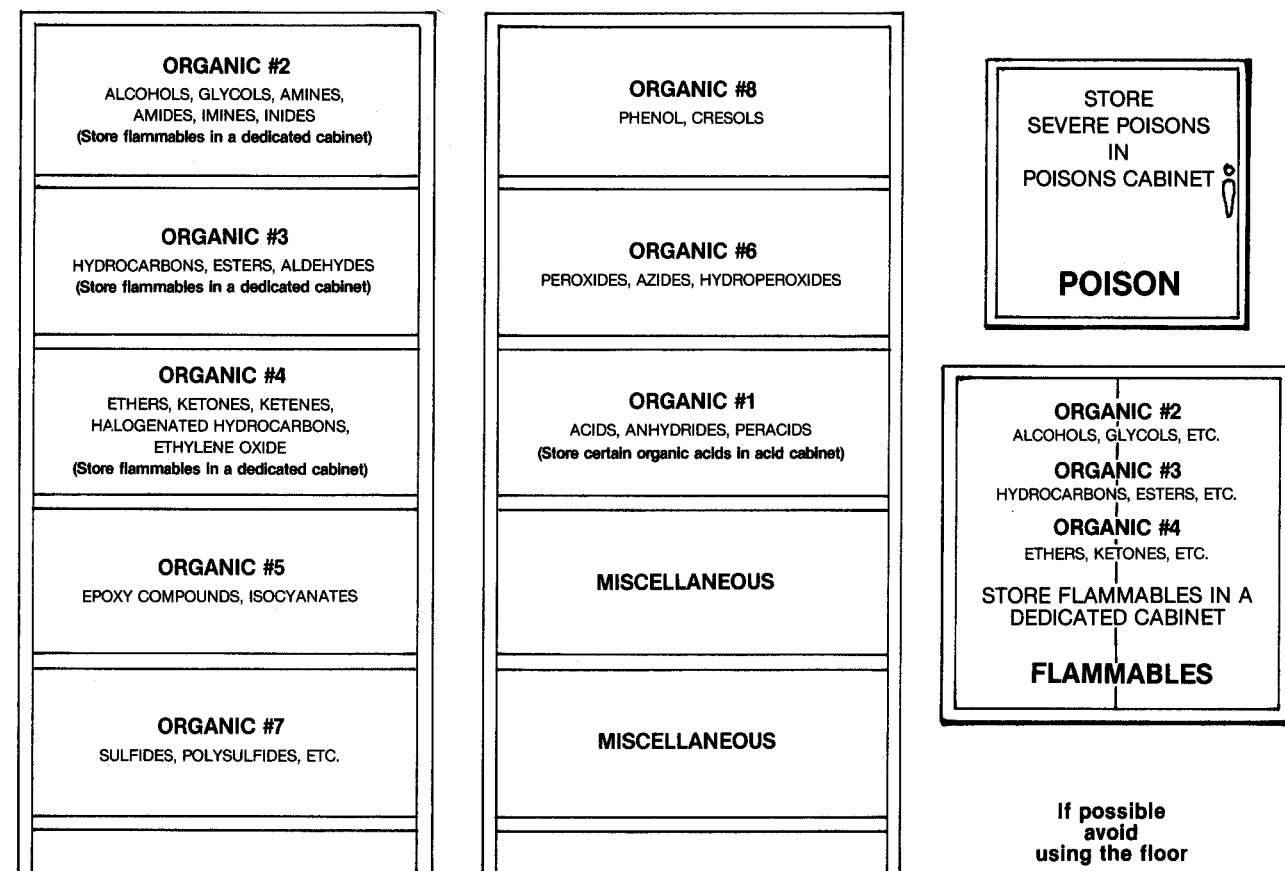 ORGANIC #2
ALCOHOLS, GLYCOLS, AMINES,
AMIDES, IMINES, INIDES
(Store flammables in a dedicated cabinet)
ORGANIC #3
HYDROCARBONS, ESTERS, ALDEHYDES
(Store flammables in a dedicated cabinet)
ORGANIC #4
ETHERS, KETONES, KETENES,
HALOGENATED HYDROCARBONS,
ETHYLENE OXIDE
(Store flammables in a dedicated cabinet)
ORGANIC #5
EPOXY COMPOUNDS, ISOCYANATES
ORGANIC #7
SULFIDES, POLYSULFIDES, ETC.
ORGANIC #8
PHENOL, CRESOLS
ORGANIC #6
PEROXIDES, AZIDES, HYDROPEROXIDES
ORGANIC #1
ACIDS, ANHYDRIDES, PERACIDS
(Store certain organic acids in acid cabinet)
MISCELLANEOUS
MISCELLANEOUS
STORE
SEVERE POISONS
IN
POISONS CABINET
POISON
ORGANIC #2
ALCOHOLS, GLYCOLS, ETC.
ORGANIC #3
HYDROCARBONS, ESTERS, ETC.
ORGANIC #4
ETHERS, KETONES, ETC.
STORE FLAMMABLES IN A
DEDICATED CABINET
FLAMMABLES
If possible
avoid
using the floor